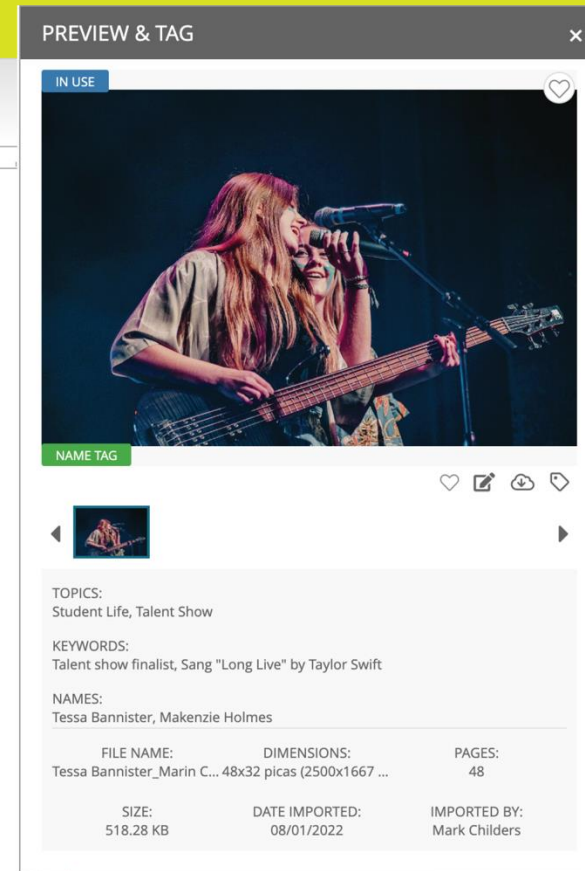 PREVIEW & TAG
IN USE
NAME TAG
TOPICS:
Student Life, Talent Show
KEYWORDS:
Talent show finalist, Sang "Long Live" by Taylor Swift
NAMES:
Tessa Bannister, Makenzie Holmes
FILE NAME: DIMENSIONS: PAGES:
Tessa Bannister_Marin C... 48x32 picas (2500x1667 ... 48
SIZE: DATE IMPORTED: IMPORTED BY:
518.28 KB 08/01/2022 Mark Childers